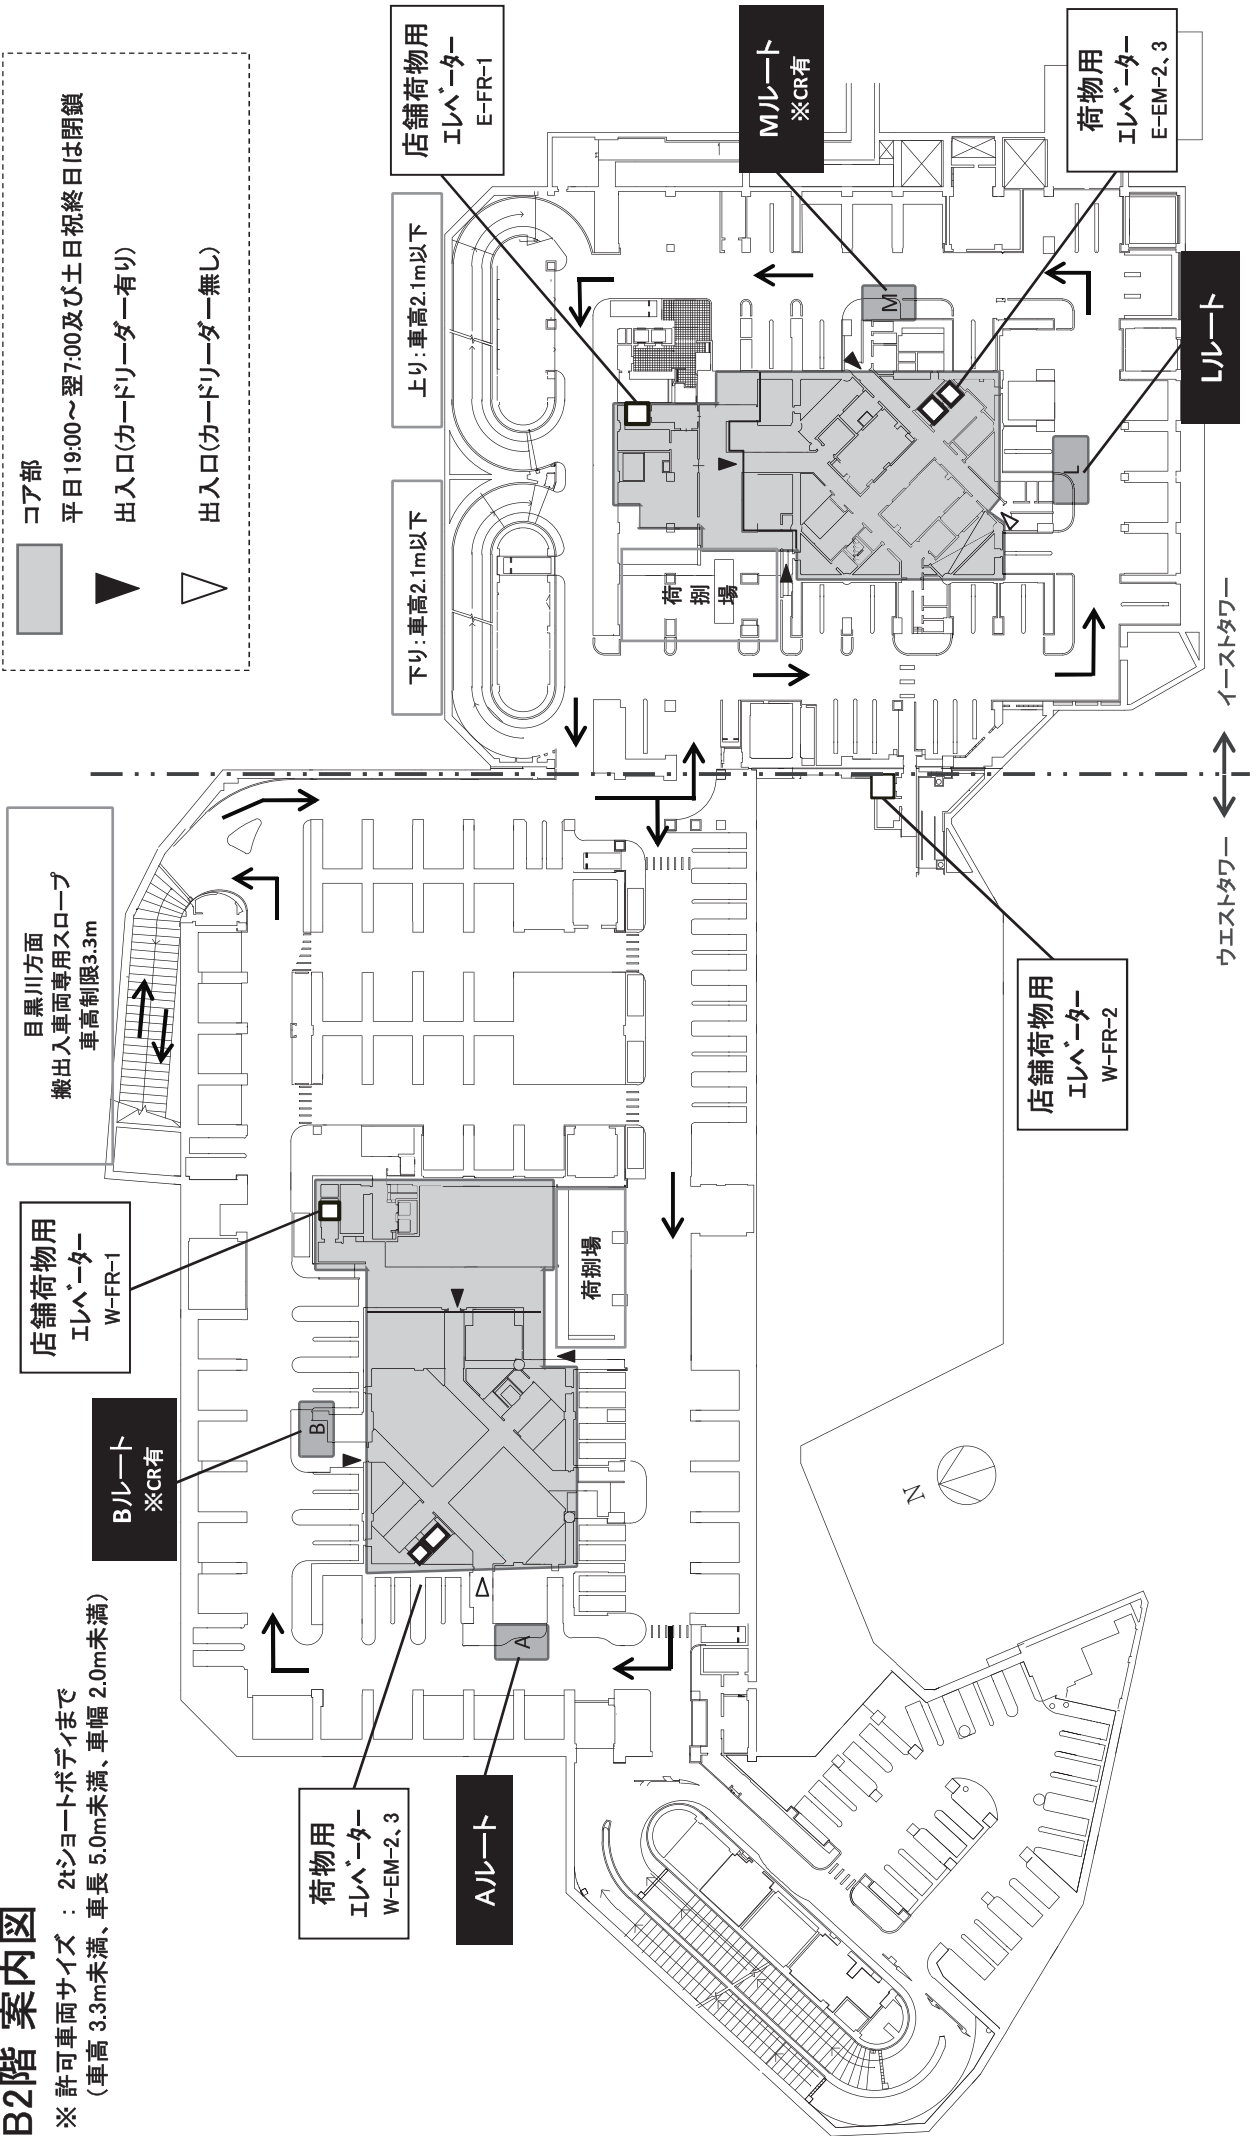 B2階 案内図
※ 許可車両サイズ ： 2tショートボディまで
（車高 3.3m未満、車長 5.0m未満、車幅 2.0m未満）
コア部
平日19:00～翌7:00及び土日祝終日は閉鎖
出入口(カードリーダー有り)
出入口(カードリーダー無し)
目黒川方面
搬出入車両専用スロープ
車高制限3.3m
下り：車高2.1m以下
上り：車高2.1m以下
店舗荷物用
エレベーター
E-FR-1
Mルート
※CR有
荷物用
エレベーター
E-EM-2、3
Lルート
M
L
荷
捌
場
イーストタワー
ウエストタワー
店舗荷物用
エレベーター
W-FR-2
店舗荷物用
エレベーター
W-FR-1
Bルート
※CR有
B
荷捌場
A
荷物用
エレベーター
W-EM-2、3
Aルート
N